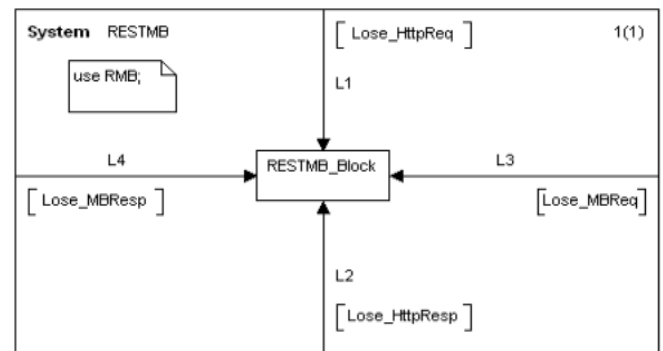 System RESTMB
[ Lose_HttpReq ]
1(1)
use RMB;
L1
L4
RESTMB_Block
L3
[ Lose_MBResp ]
[Lose_MBReq]
L2
[ Lose_HttpResp ]